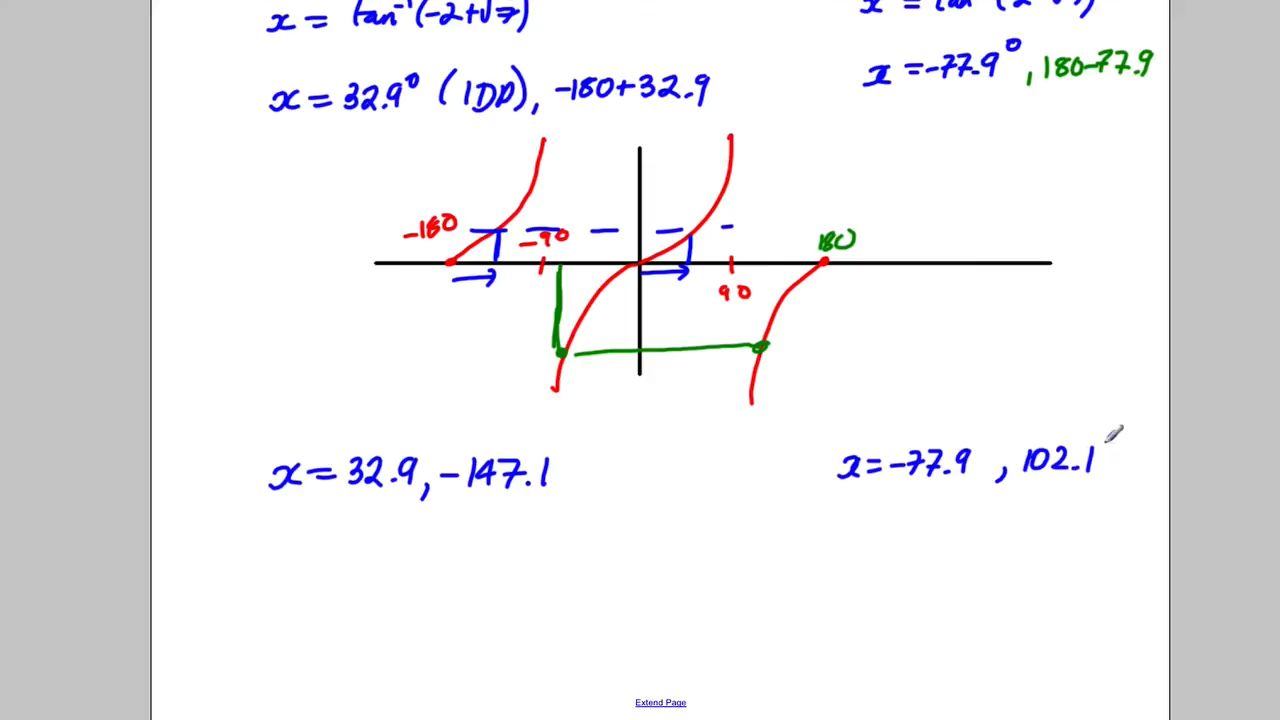 x = tan⁻¹(-2+√7)
x = 32.9° (1DP), -180+32.9
x = -77.9°, 180-77.9
-180
-90
180
90
x = 32.9, -147.1
x = -77.9, 102.1
Extend Page